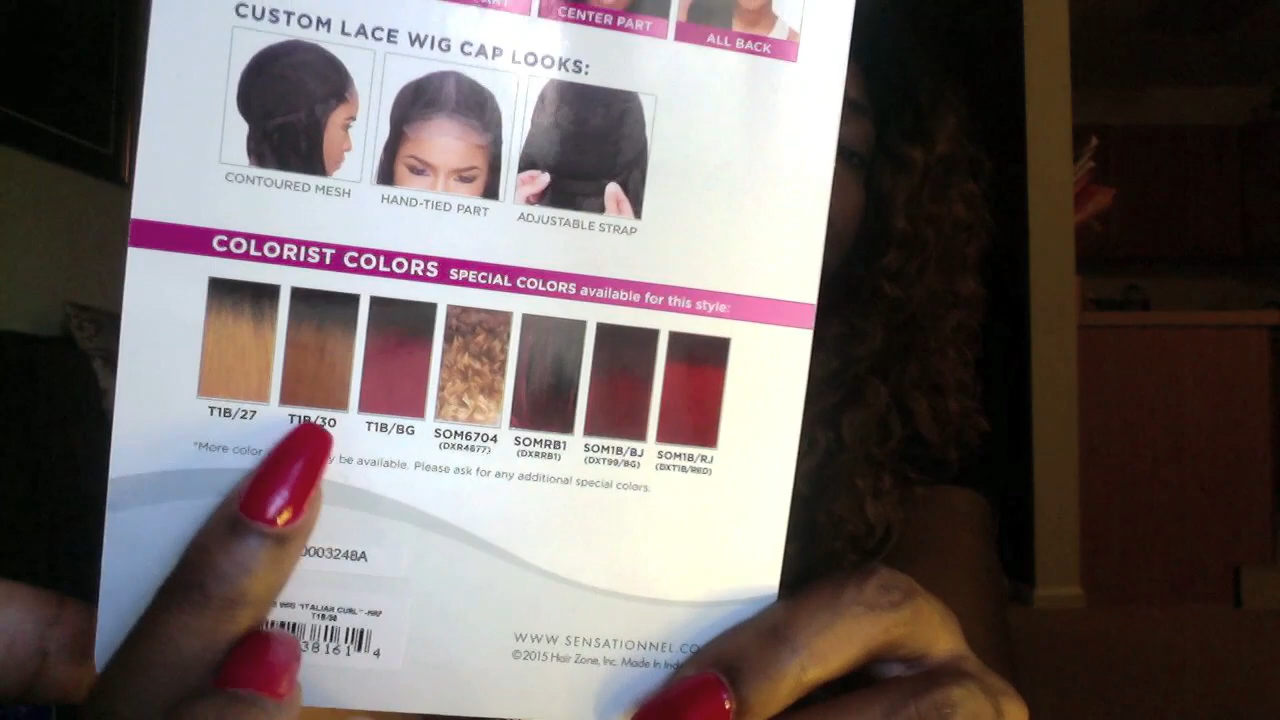 CENTER PART
ALL BACK
CUSTOM LACE WIG CAP LOOKS:
CONTOURED MESH
HAND-TIED PART
ADJUSTABLE STRAP
COLORIST COLORS SPECIAL COLORS available for this style:
T1B/27
T1B/30
T1B/BG
SOM6704
(DXR4877)
SOMRB1
(DXRRB1)
SOM1B/BJ
(DXT99/BG)
SOM1B/RJ
(DXT1B/RED)
*More color be available. Please ask for any additional special colors.
0003248A
"ITALIAN CURL"
T1B/30
38161 4
WWW.SENSATIONNEL.CO
©2015 Hair Zone, Inc. Made in Ind